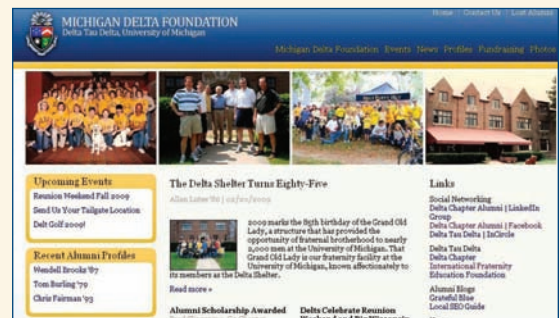 Home | Contact Us | Lost Alumni
MICHIGAN DELTA FOUNDATION
Delta Tau Delta, University of Michigan
Michigan Delta Foundation Events News Profiles Fundraising Photos
Upcoming Events
Reunion Weekend Fall 2009
Send Us Your Tailgate Location
Delt Golf 2009!
Recent Alumni Profiles
Wendell Brooks '87
Tom Burling '79
Chris Fairman '93
The Delta Shelter Turns Eighty-Five
02/20/2009
2009 marks the 85th birthday of the Grand Old
Lady, a structure that has provided the
opportunity of fraternal brotherhood to nearly
2,000 men at the University of Michigan. That
Grand Old Lady is our fraternity facility at the
University of Michigan, known affectionately to
its members as the Delta Shelter.
Read more »
Alumni Scholarship Awarded
Delts Celebrate Reunion
Links
Social Networking
Delta Chapter Alumni | LinkedIn
Group
Delta Chapter Alumni | Facebook
Delta Tau Delta | InCircle
Delta Tau Delta
Delta Chapter
International Fraternity
Education Foundation
Alumni Blogs
Grateful Blue
Local SEO Guide